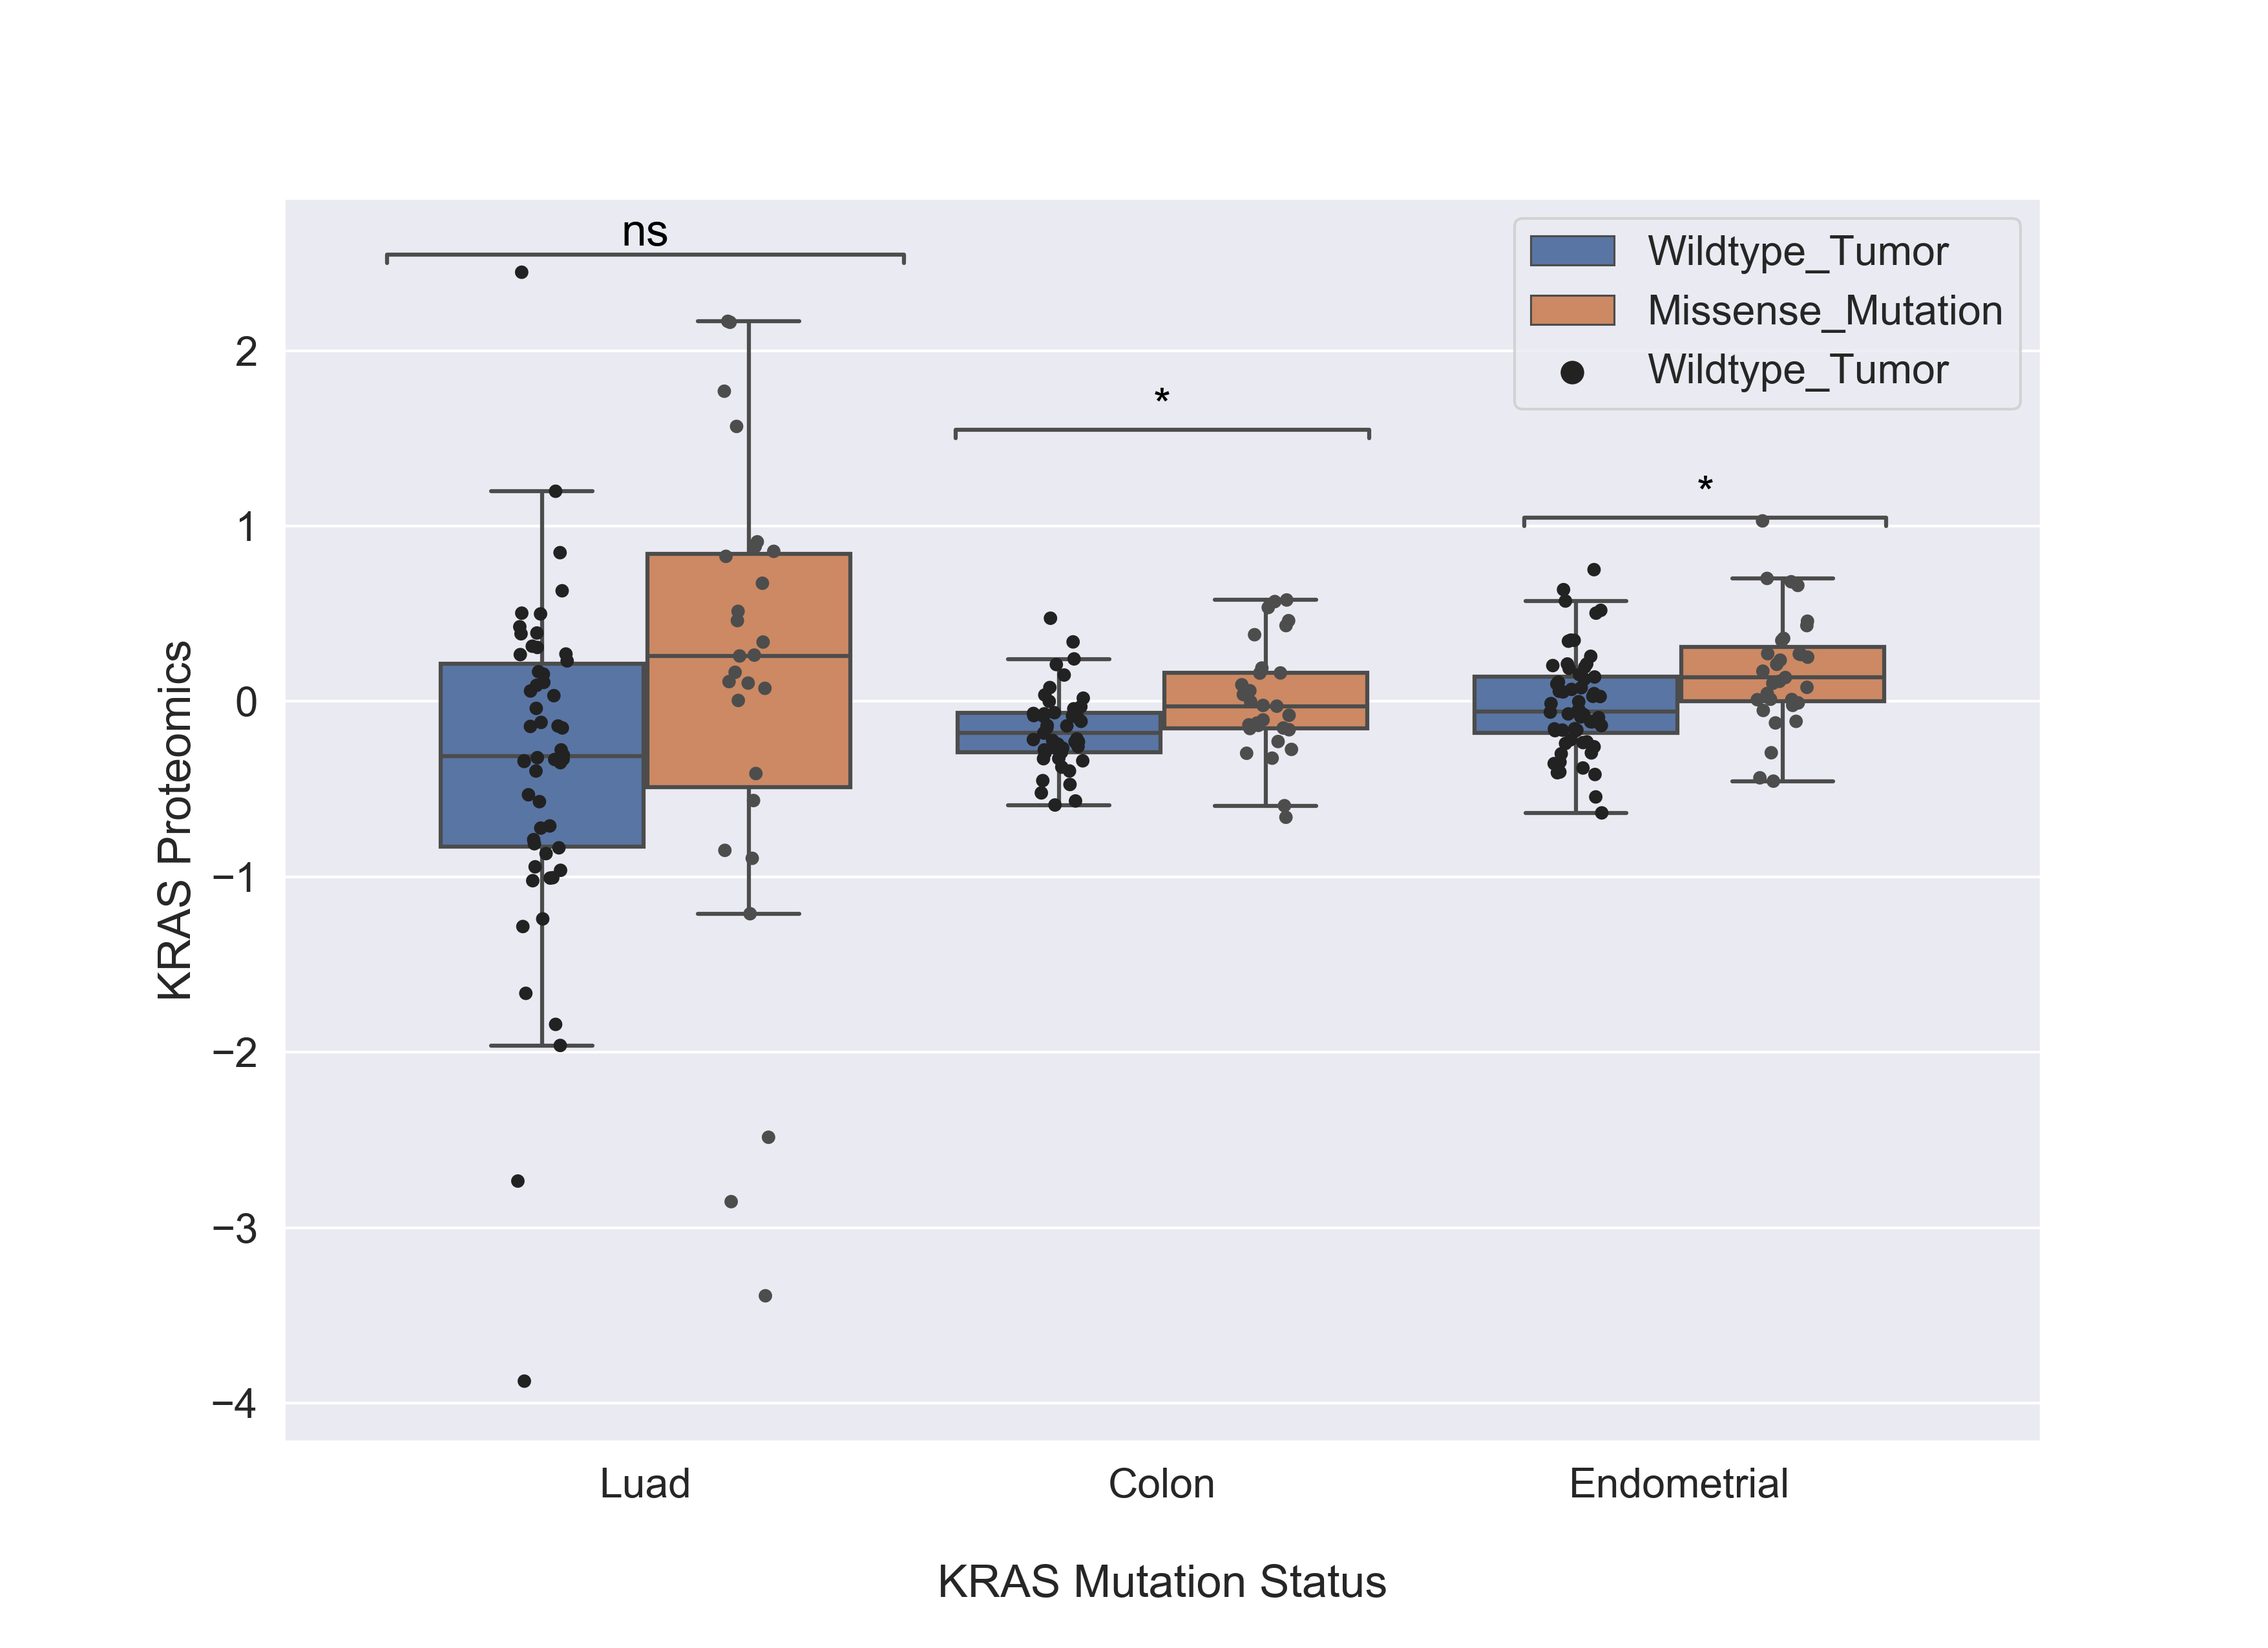 ns
Wildtype_Tumor
Missense_Mutation
Wildtype_Tumor
*
*
2
1
0
−1
−2
−3
−4
KRAS Proteomics
Luad
Colon
Endometrial
KRAS Mutation Status